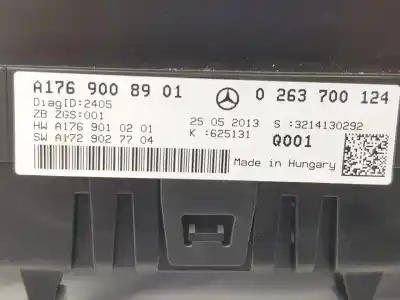 A176 900 89 01
0 263 700 124
DiagID:2405
ZB ZGS:001
HW A176 901 02 01
25 05 2013 S :3214130292
SW A172 902 77 04
K :625131 Q001
Made in Hungary